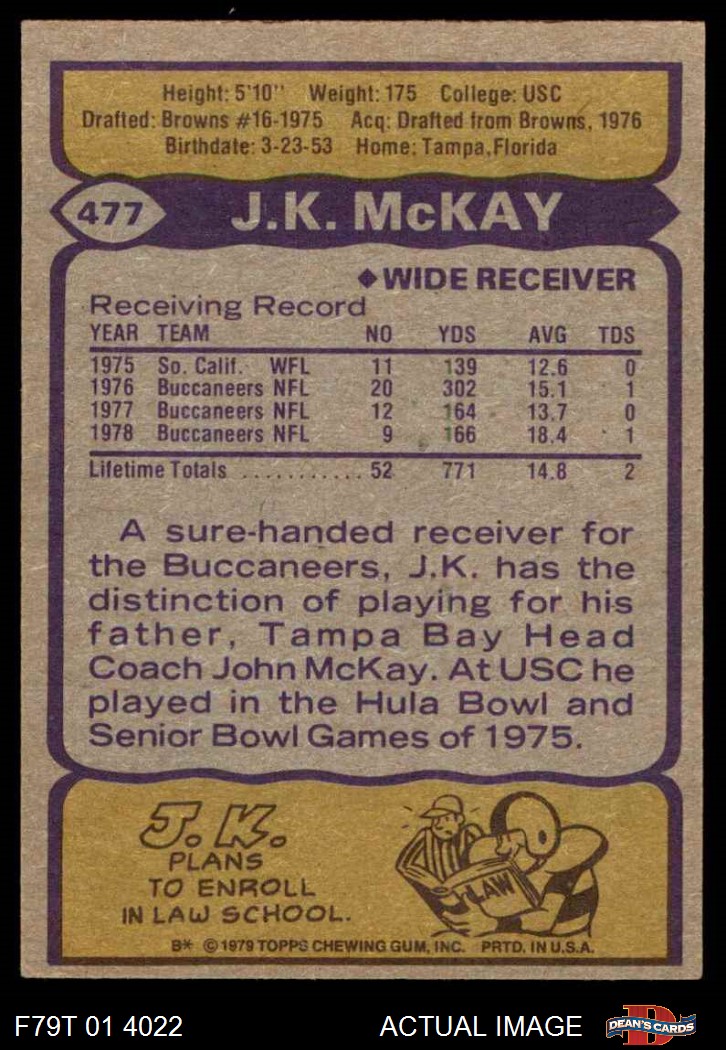 Height: 5'10" Weight: 175 College: USC
Drafted: Browns #16-1975 Acq: Drafted from Browns, 1976
Birthdate: 3-23-53 Home: Tampa, Florida
477 J.K. McKAY
◆WIDE RECEIVER
Receiving Record
YEAR TEAM NO YDS AVG TDS
1975 So. Calif. WFL 11 139 12.6 0
1976 Buccaneers NFL 20 302 15.1 1
1977 Buccaneers NFL 12 164 13.7 0
1978 Buccaneers NFL 9 166 18.4 1
Lifetime Totals ............ 52 771 14.8 2
A sure-handed receiver for
the Buccaneers, J.K. has the
distinction of playing for his
father, Tampa Bay Head
Coach John McKay. At USC he
played in the Hula Bowl and
Senior Bowl Games of 1975.
J.K.
PLANS
TO ENROLL
IN LAW SCHOOL.
LAW
B* © 1979 TOPPS CHEWING GUM, INC. PRTD. IN U.S.A.
F79T 01 4022 ACTUAL IMAGE D DEAN'S CARDS